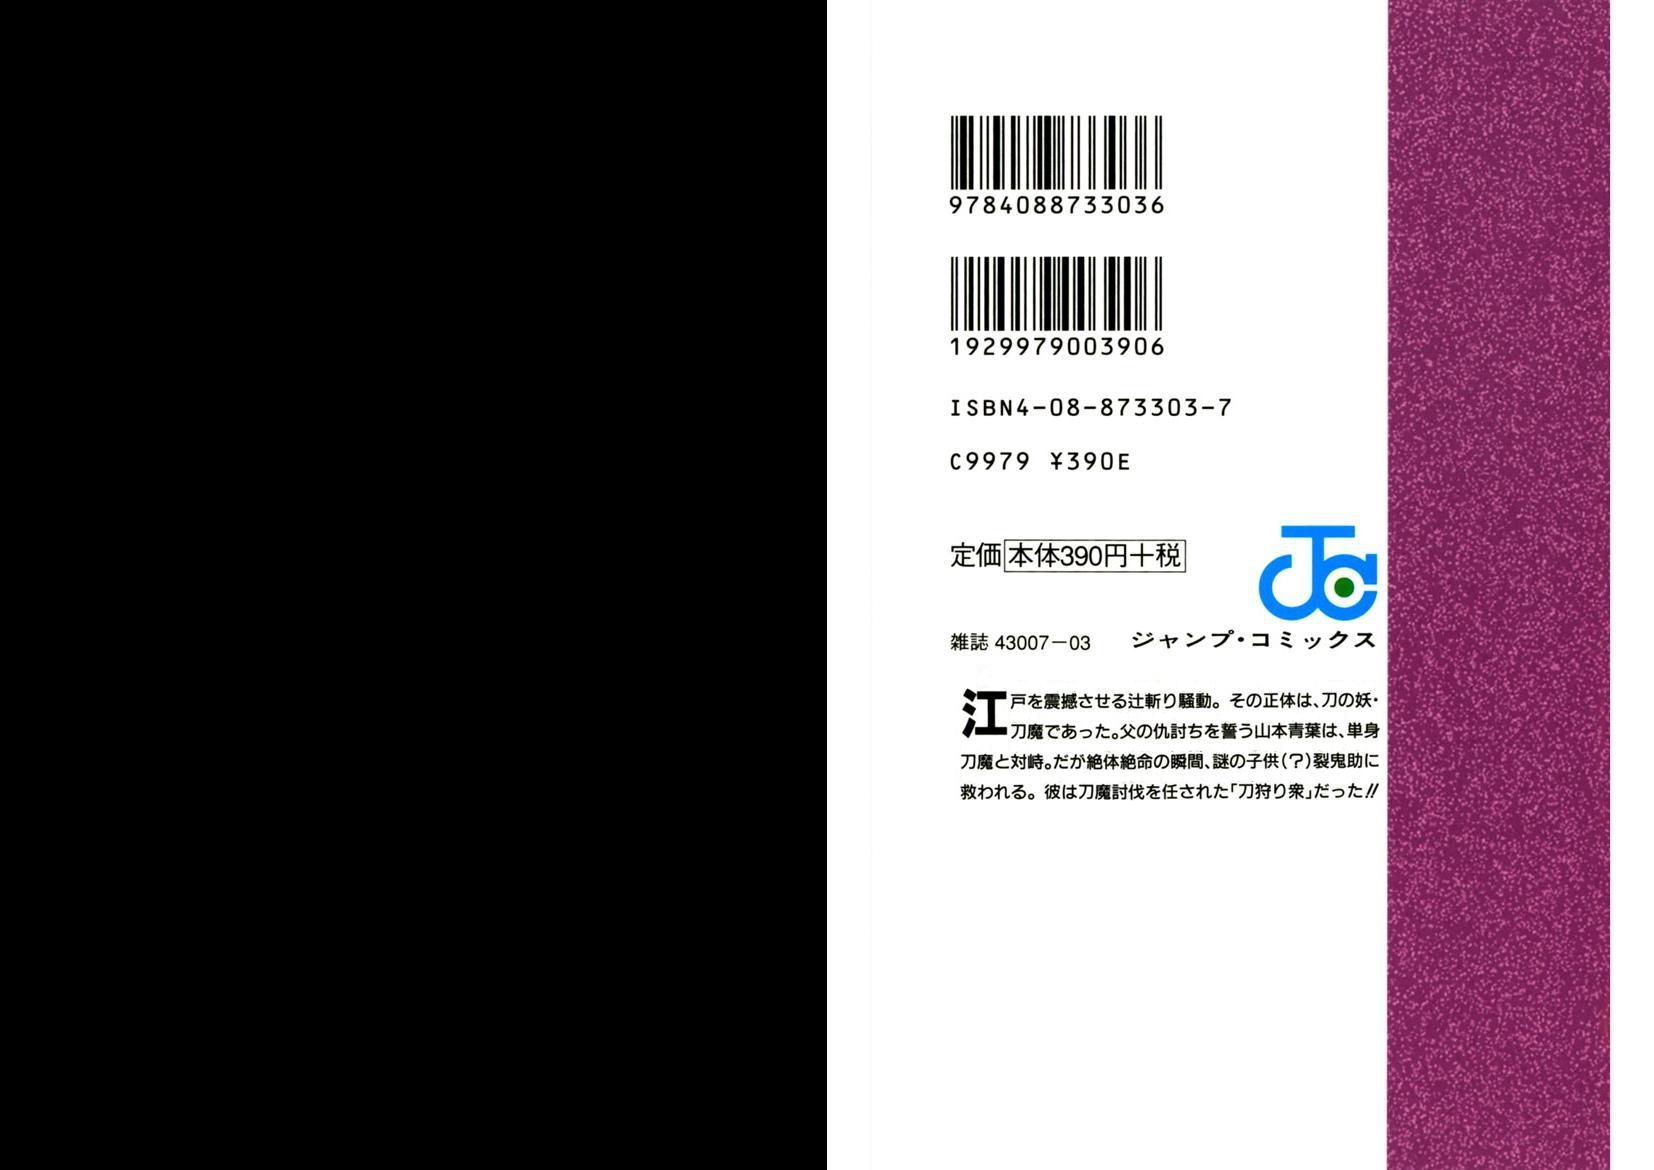 9784088733036
1929979003906
ISBN4-08-873303-7
C9979 ¥390E
定価本体390円+税
雑誌 43007-03
ジャンプ・コミックス
江戸を震撼させる辻斬り騒動。その正体は、刀の妖・
刀魔であった。父の仇討ちを誓う山本青葉は、単身
刀魔と対峙。だが絶体絶命の瞬間、謎の子供(?)裂鬼助に
救われる。彼は刀魔討伐を任された「刀狩り衆」だった!!